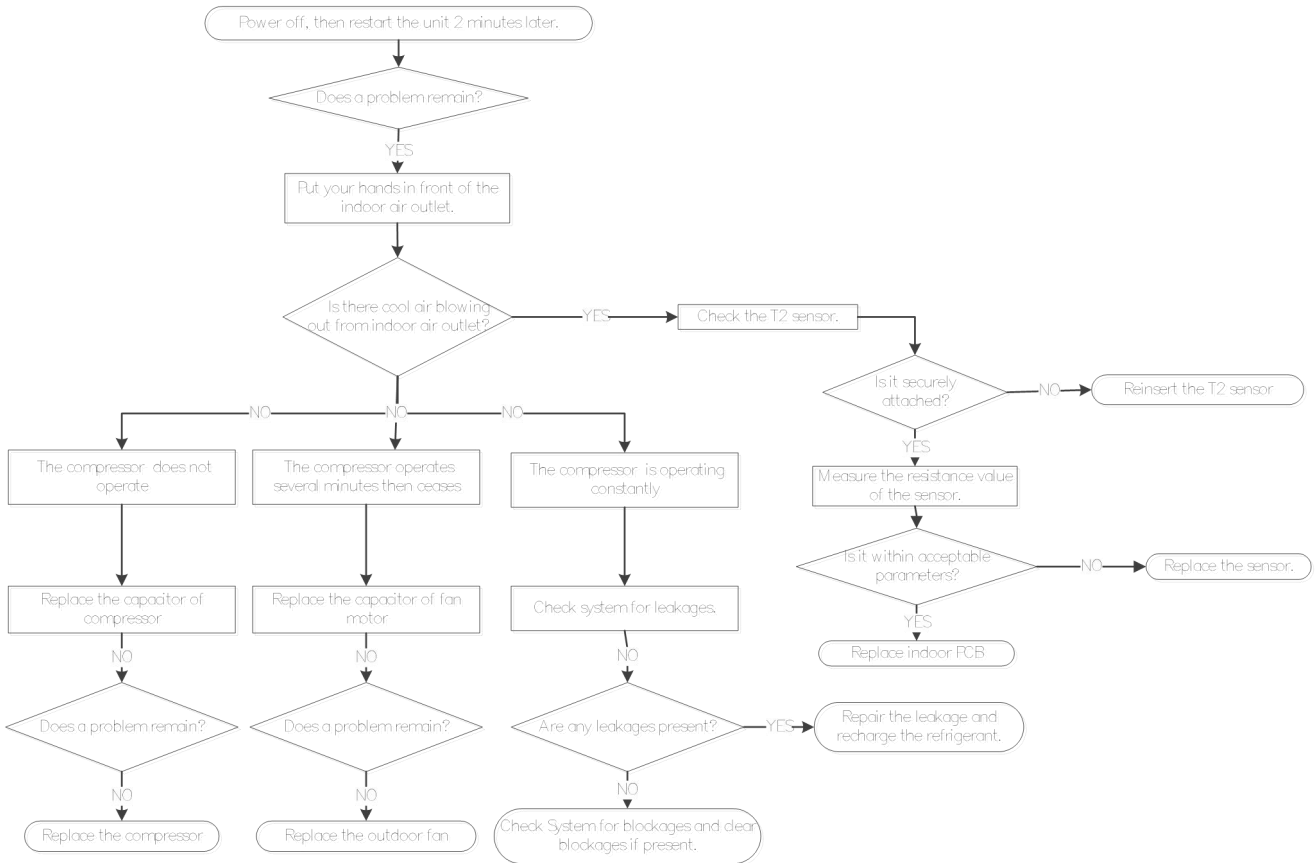 Power off, then restart the unit 2 minutes later.
Does a problem remain?
YES
Put your hands in front of the
indoor air outlet.
Is there cool air blowing
out from indoor air outlet?
YES
Check the T2 sensor.
Is it securely
attached?
NO
Reinsert the T2 sensor
YES
Measure the resistance value
of the sensor.
Is it within acceptable
parameters?
NO
Replace the sensor.
YES
Replace indoor PCB
NO
NO
NO
The compressor does not
operate
The compressor operates
several minutes then ceases
The compressor is operating
constantly
Replace the capacitor of
compressor
Replace the capacitor of fan
motor
Check system for leakages.
NO
NO
NO
Does a problem remain?
Does a problem remain?
Are any leakages present?
YES
Repair the leakage and
recharge the refrigerant.
NO
NO
NO
Replace the compressor
Replace the outdoor fan
Check System for blockages and clear
blockages if present.